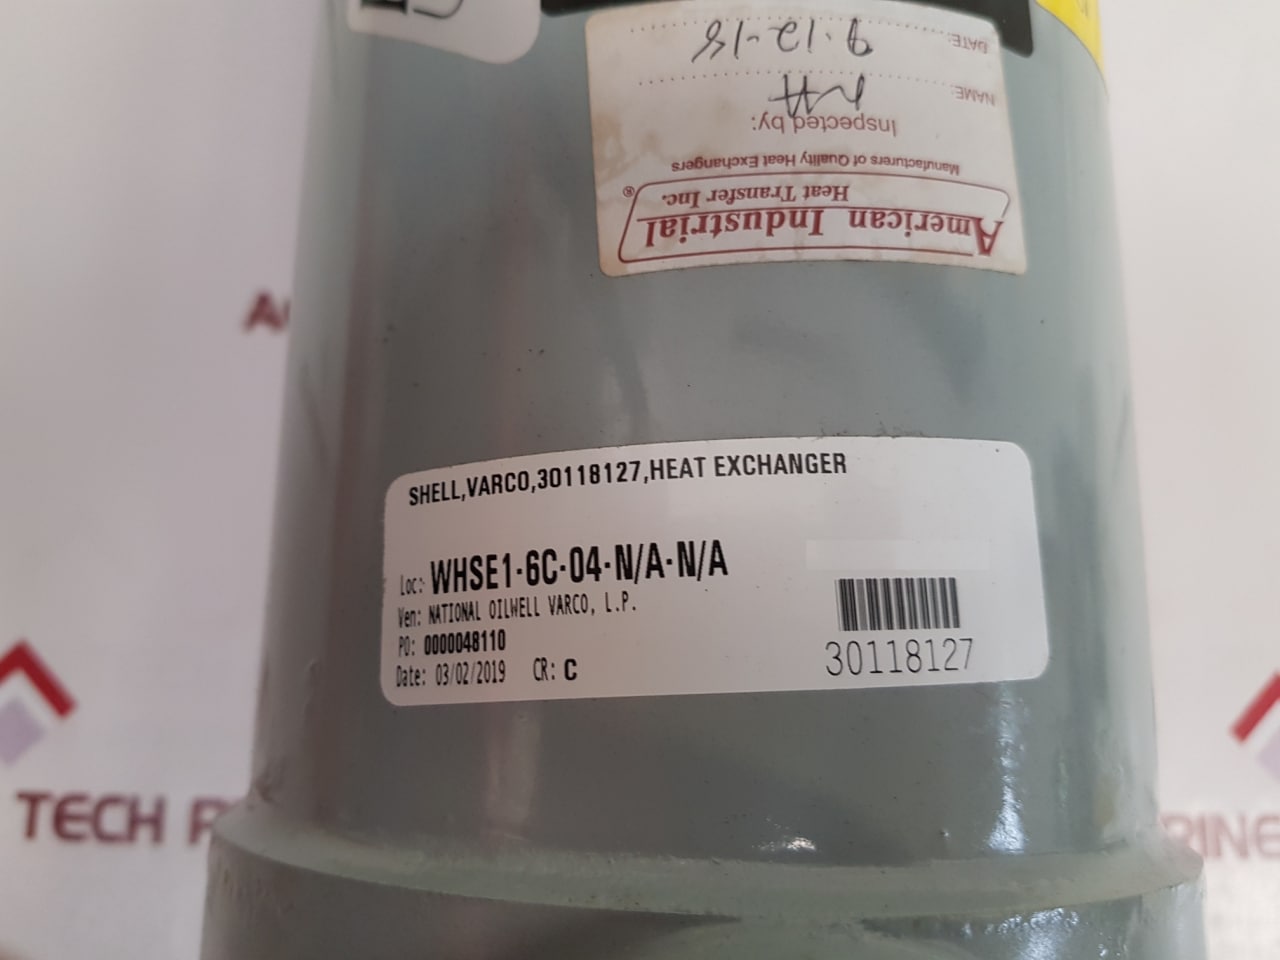 American Industrial
Heat Transfer Inc.®
Manufacturers of Quality Heat Exchangers
Inspected by:
NAME:
DATE: 9-12-18
SHELL,VARCO,30118127,HEAT EXCHANGER
Loc: WHSE1-6C-04-N/A-N/A
Ven: NATIONAL OILWELL VARCO, L.P.
PO: 0000048110
Date: 03/02/2019 CR: C
30118127
TECH